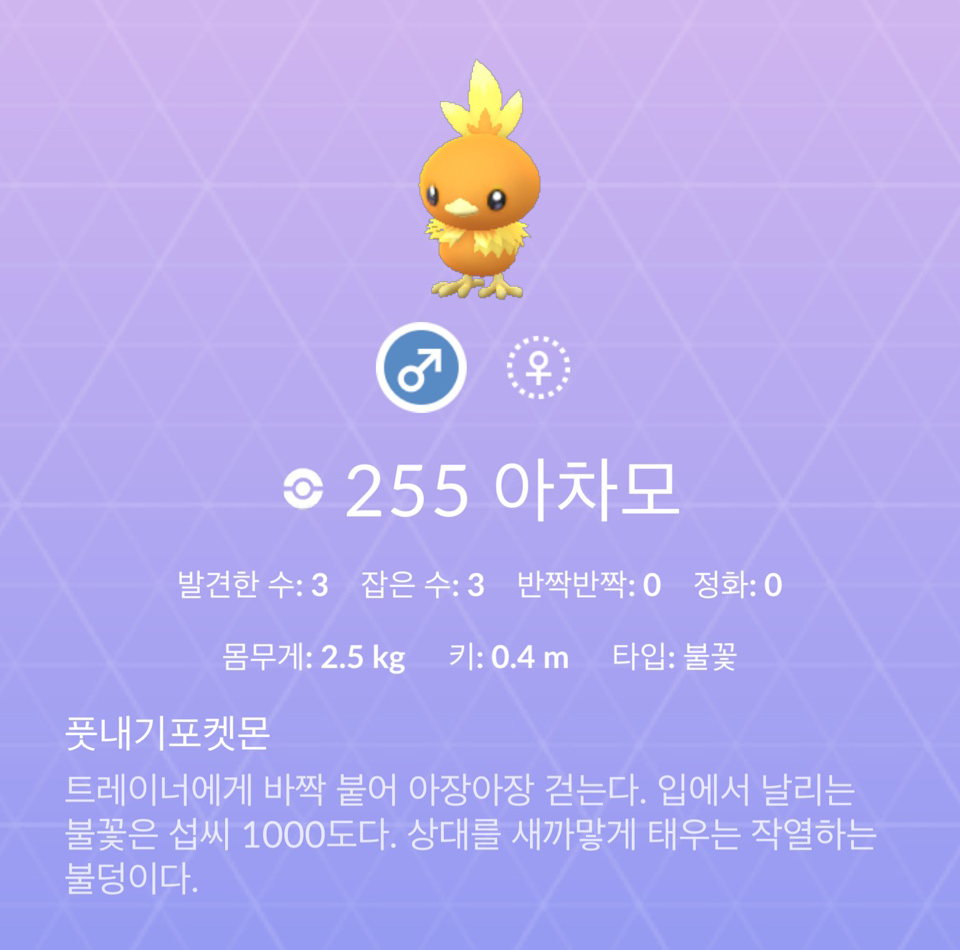 255 아차모
발견한 수: 3 잡은 수: 3 반짝반짝: 0 정화: 0
몸무게: 2.5 kg 키: 0.4 m 타입: 불꽃
풋내기포켓몬
트레이너에게 바짝 붙어 아장아장 걷는다. 입에서 날리는
불꽃은 섭씨 1000도다. 상대를 새까맣게 태우는 작열하는
불덩이다.